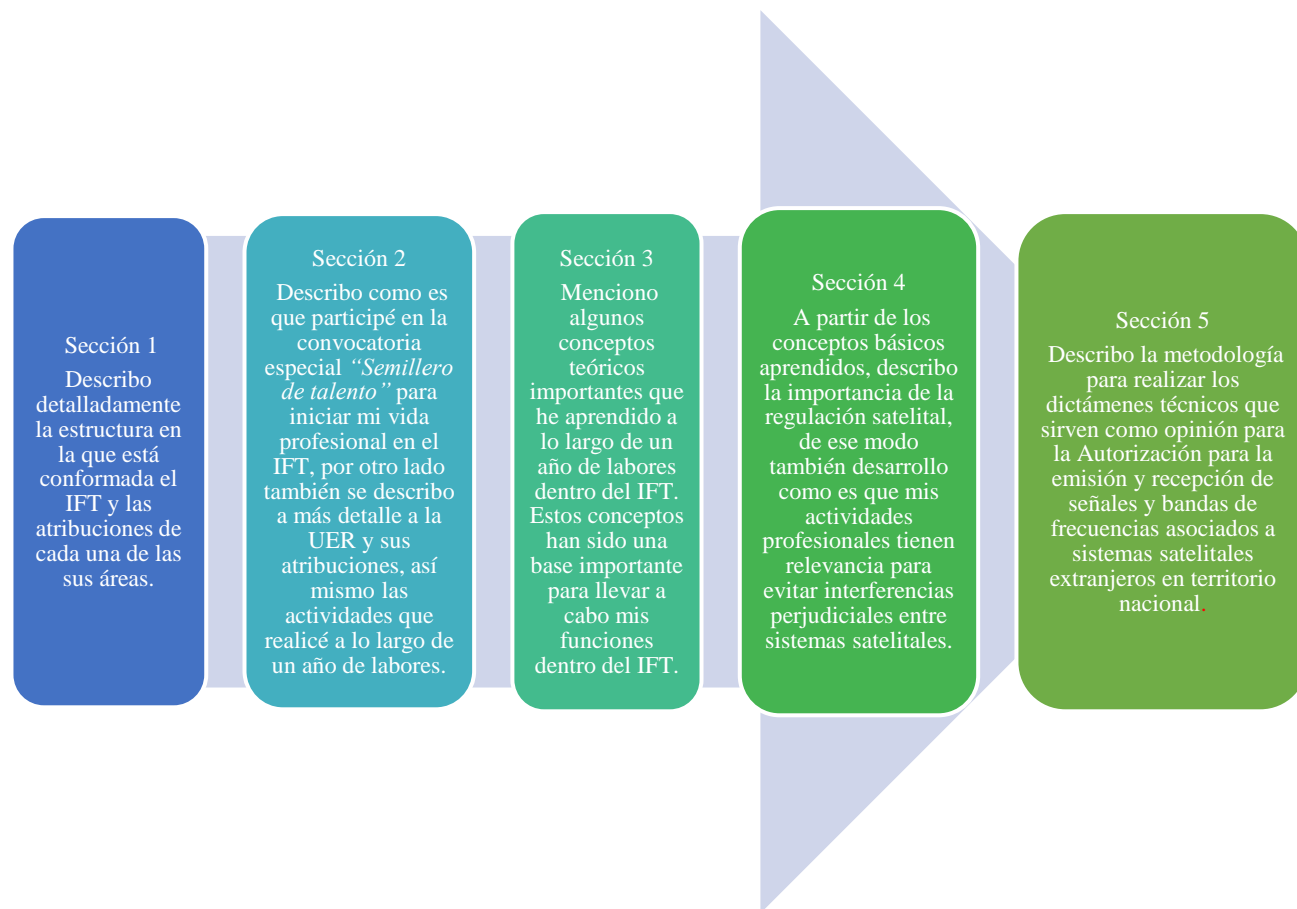 Sección 1
Describo
detalladamente
la estructura en
la que está
conformada el
IFT y las
atribuciones de
cada una de las
sus áreas.
Sección 2
Describo como es
que participé en la
convocatoria
especial “Semillero
de talento” para
iniciar mi vida
profesional en el
IFT, por otro lado
también se describo
a más detalle a la
UER y sus
atribuciones, así
mismo las
actividades que
realicé a lo largo de
un año de labores.
Sección 3
Menciono
algunos
conceptos
teóricos
importantes que
he aprendido a
lo largo de un
año de labores
dentro del IFT.
Estos conceptos
han sido una
base importante
para llevar a
cabo mis
funciones
dentro del IFT.
Sección 4
A partir de los
conceptos básicos
aprendidos, describo
la importancia de la
regulación satelital,
de ese modo
también desarrollo
como es que mis
actividades
profesionales tienen
relevancia para
evitar interferencias
perjudiciales entre
sistemas satelitales.
Sección 5
Describo la metodología
para realizar los
dictámenes técnicos que
sirven como opinión para
la Autorización para la
emisión y recepción de
señales y bandas de
frecuencias asociados a
sistemas satelitales
extranjeros en territorio
nacional.